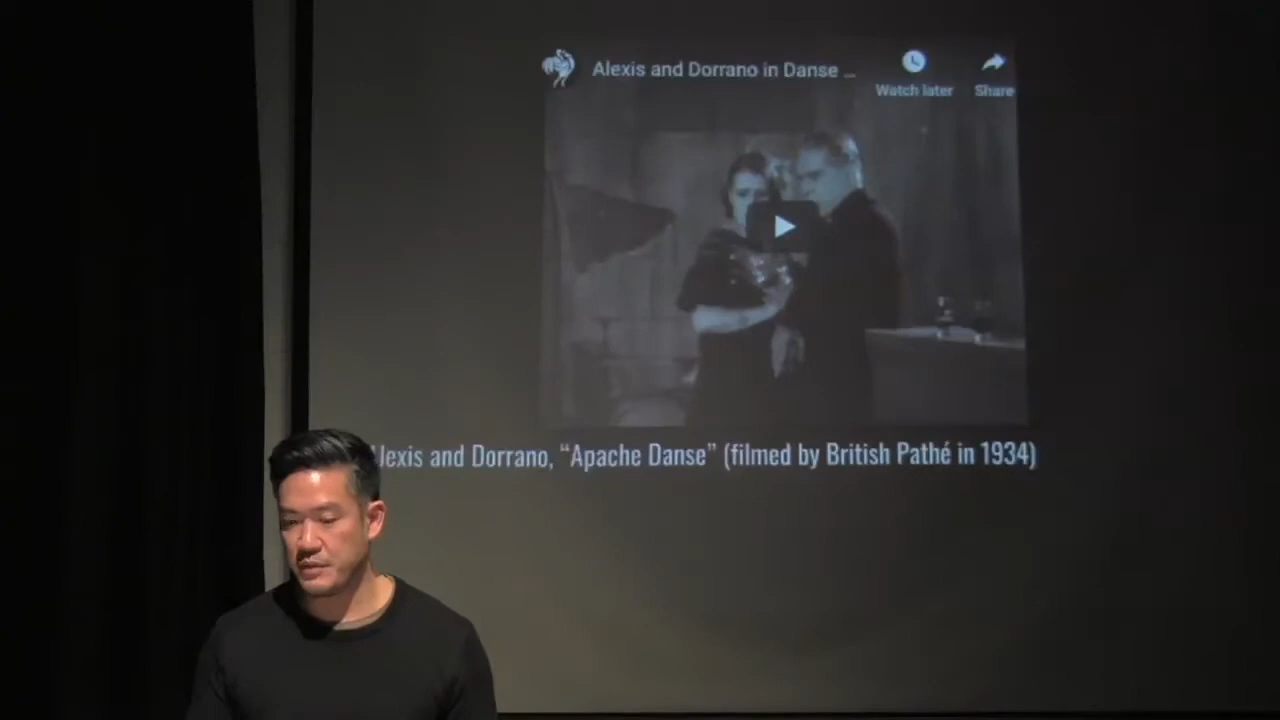 Alexis and Dorrano in Danse ...
Watch later
Share
lexis and Dorrano, “Apache Danse” (filmed by British Pathé in 1934)